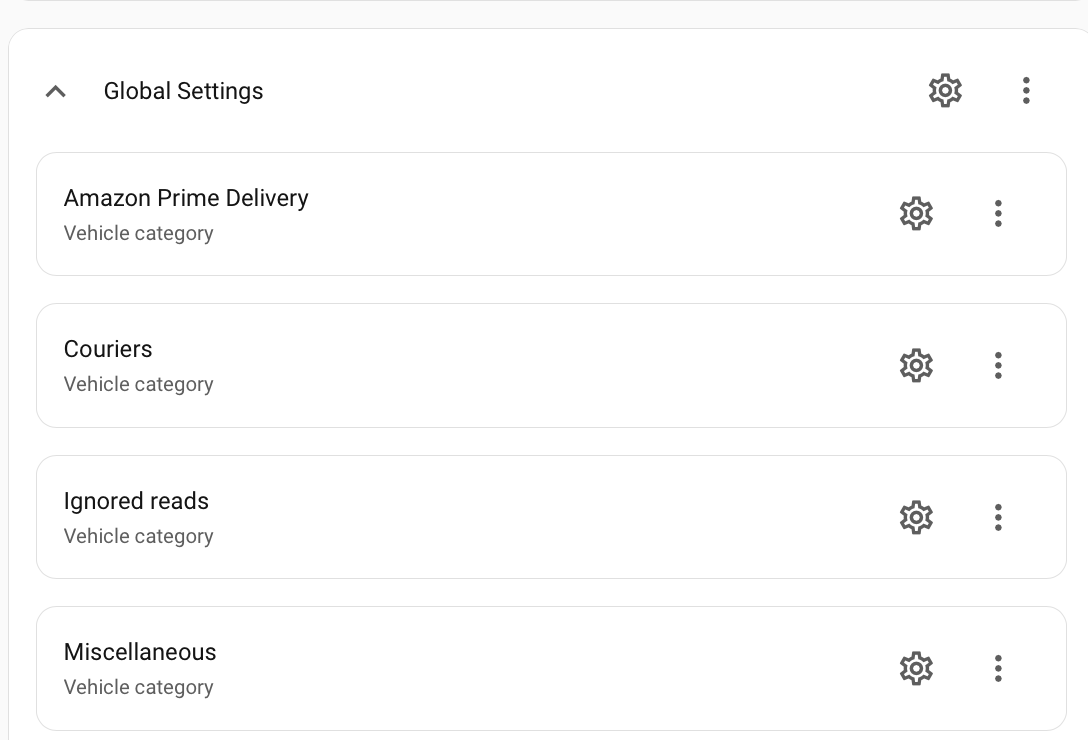 Global Settings
Amazon Prime Delivery
Vehicle category
Couriers
Vehicle category
Ignored reads
Vehicle category
Miscellaneous
Vehicle category